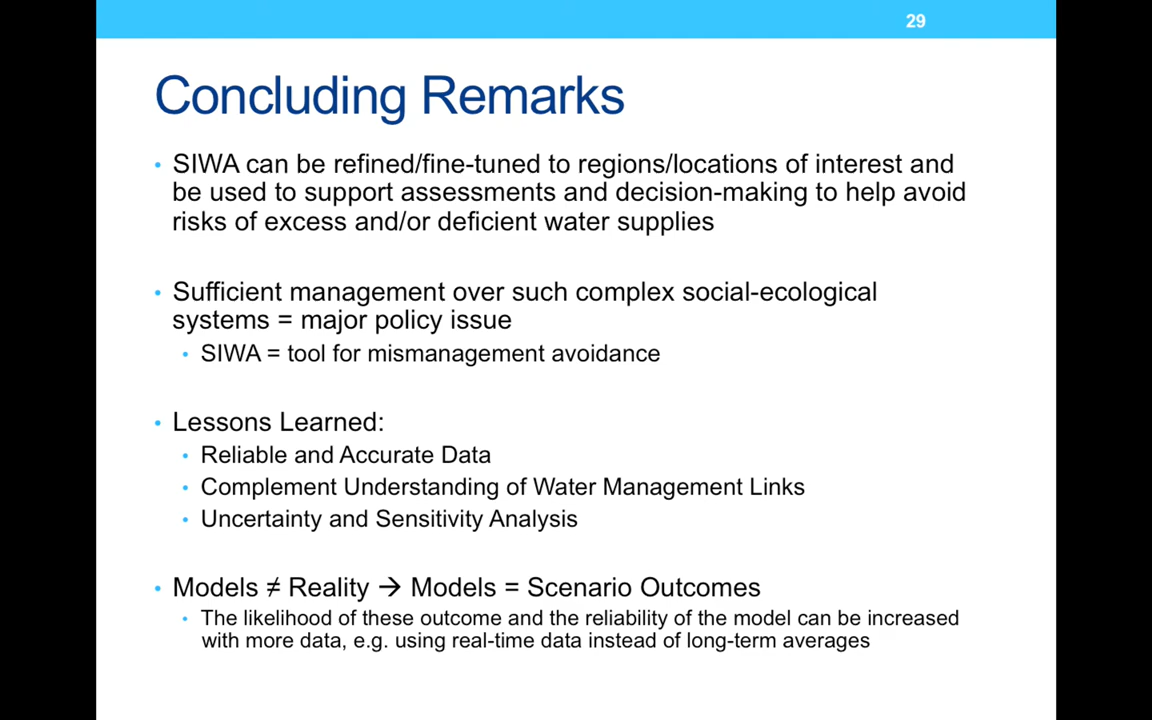 29
Concluding Remarks
• SIWA can be refined/fine-tuned to regions/locations of interest and
be used to support assessments and decision-making to help avoid
risks of excess and/or deficient water supplies
• Sufficient management over such complex social-ecological
systems = major policy issue
• SIWA = tool for mismanagement avoidance
• Lessons Learned:
• Reliable and Accurate Data
• Complement Understanding of Water Management Links
• Uncertainty and Sensitivity Analysis
• Models ≠ Reality → Models = Scenario Outcomes
• The likelihood of these outcome and the reliability of the model can be increased
with more data, e.g. using real-time data instead of long-term averages